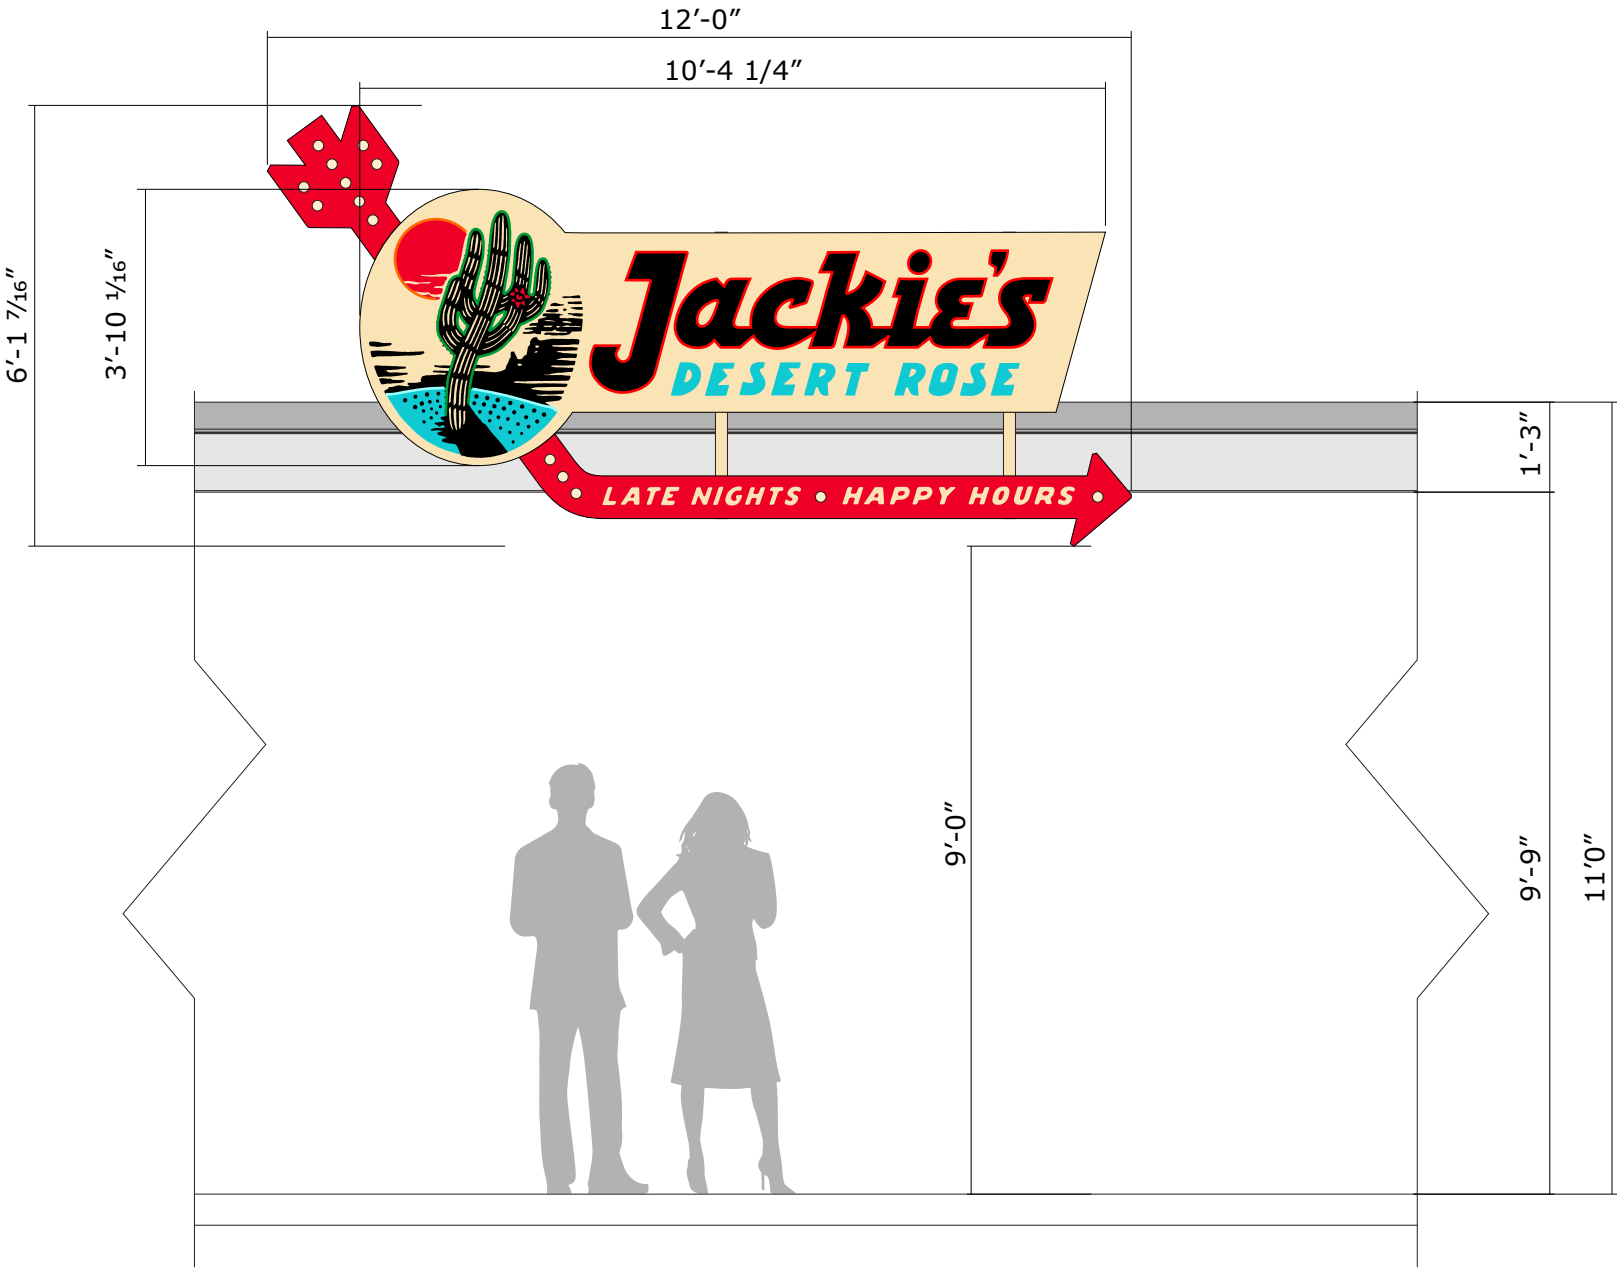 12’-0”
10’-4 1/4”
6’-1 7/16”
3’-10 1/16”
Jackie's
DESERT ROSE
LATE NIGHTS • HAPPY HOURS
1’-3”
9’-0”
9’-9”
11’0”